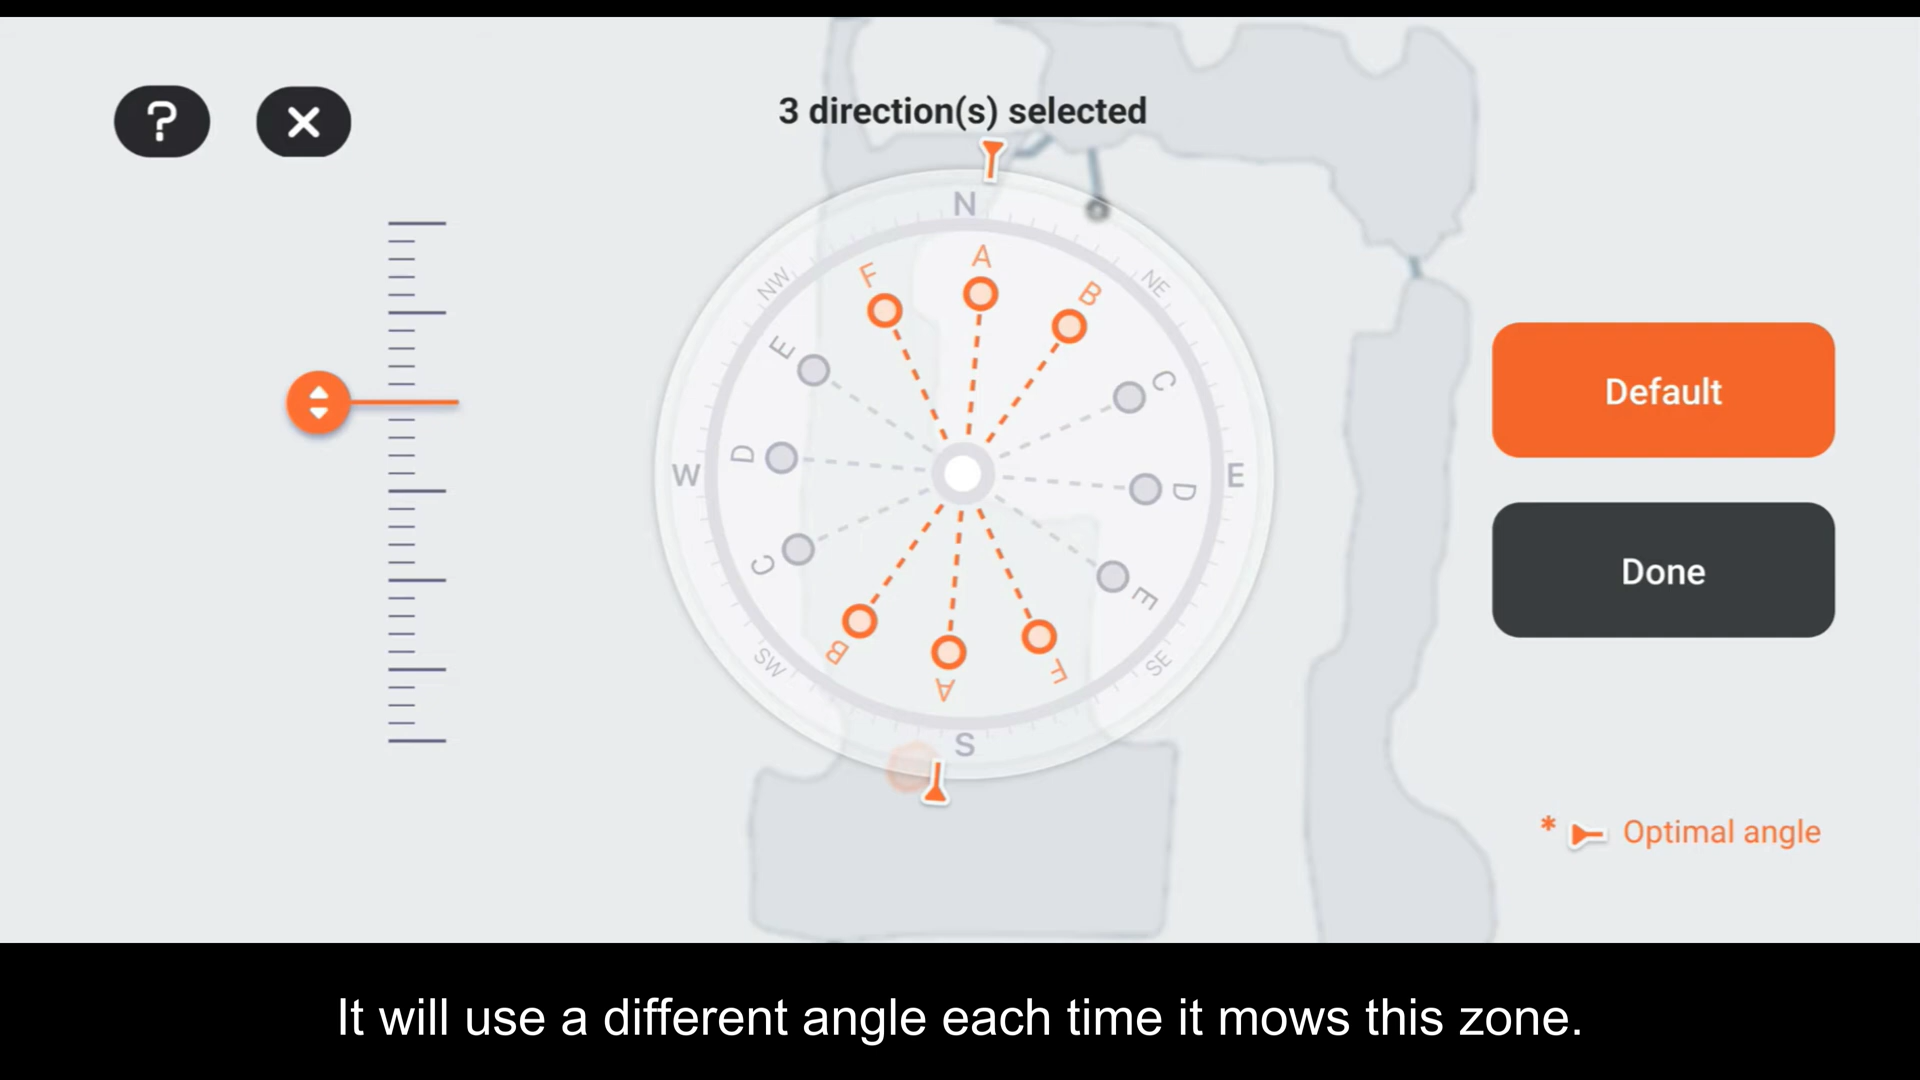 ?
3 direction(s) selected
N
NE
E
SE
S
SW
W
NW
A
B
C
D
E
F
A
B
C
D
E
F
Default
Done
* Optimal angle
It will use a different angle each time it mows this zone.